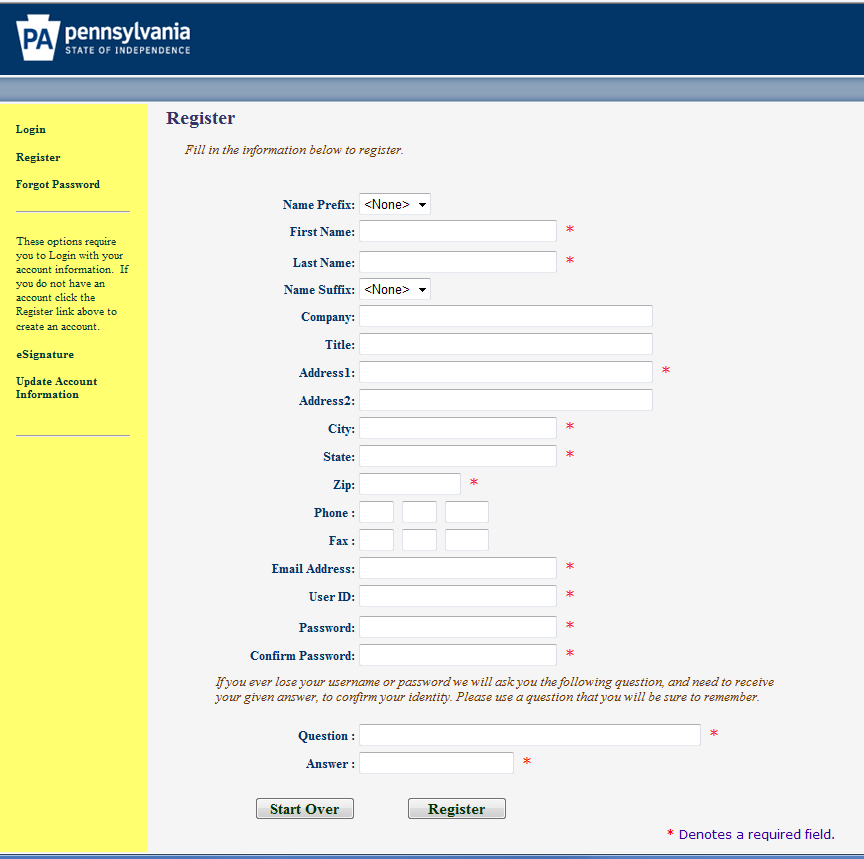 PA pennsylvania
STATE OF INDEPENDENCE
Login
Register
Forgot Password
These options require
you to Login with your
account information. If
you do not have an
account click the
Register link above to
create an account.
eSignature
Update Account
Information
Register
Fill in the information below to register.
Name Prefix: <None>
First Name: *
Last Name: *
Name Suffix: <None>
Company:
Title:
Address1: *
Address2:
City: *
State: *
Zip: *
Phone :
Fax :
Email Address: *
User ID: *
Password: *
Confirm Password: *
If you ever lose your username or password we will ask you the following question, and need to receive
your given answer, to confirm your identity. Please use a question that you will be sure to remember.
Question : *
Answer : *
Start Over Register
* Denotes a required field.